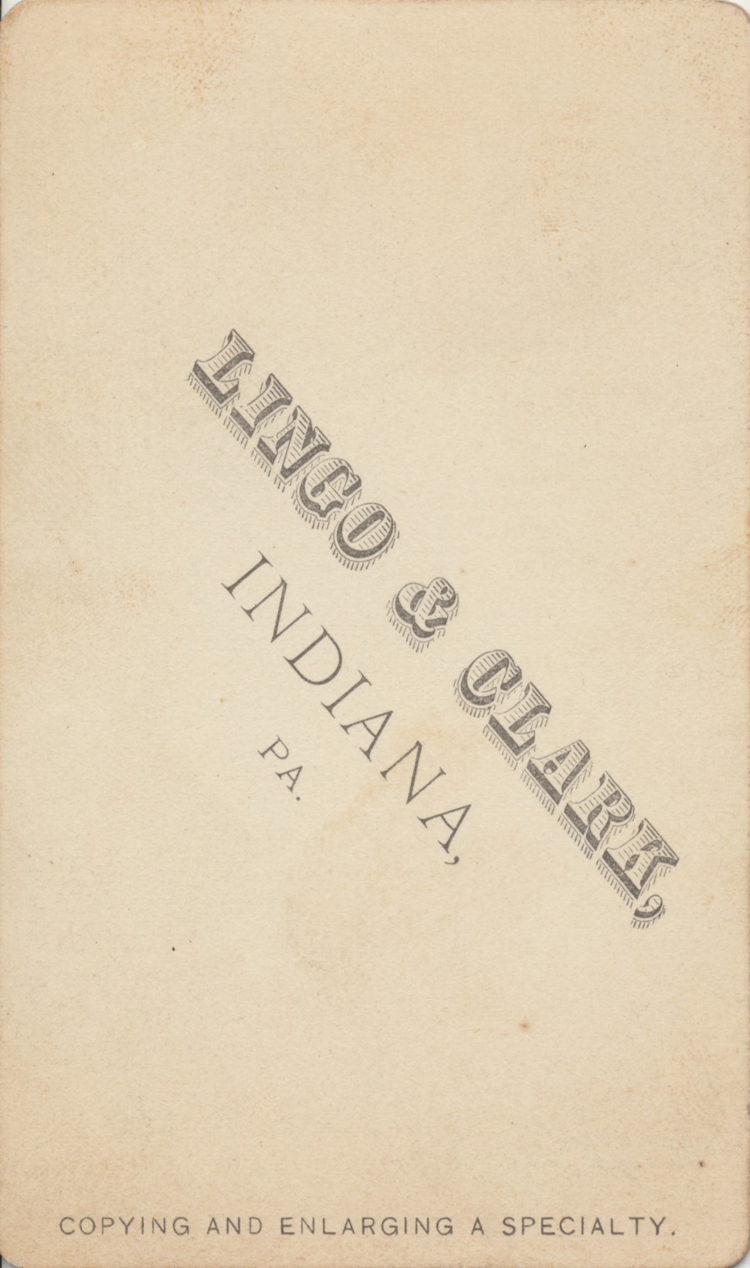 LINGO & CLARK,
INDIANA,
PA.
COPYING AND ENLARGING A SPECIALTY.